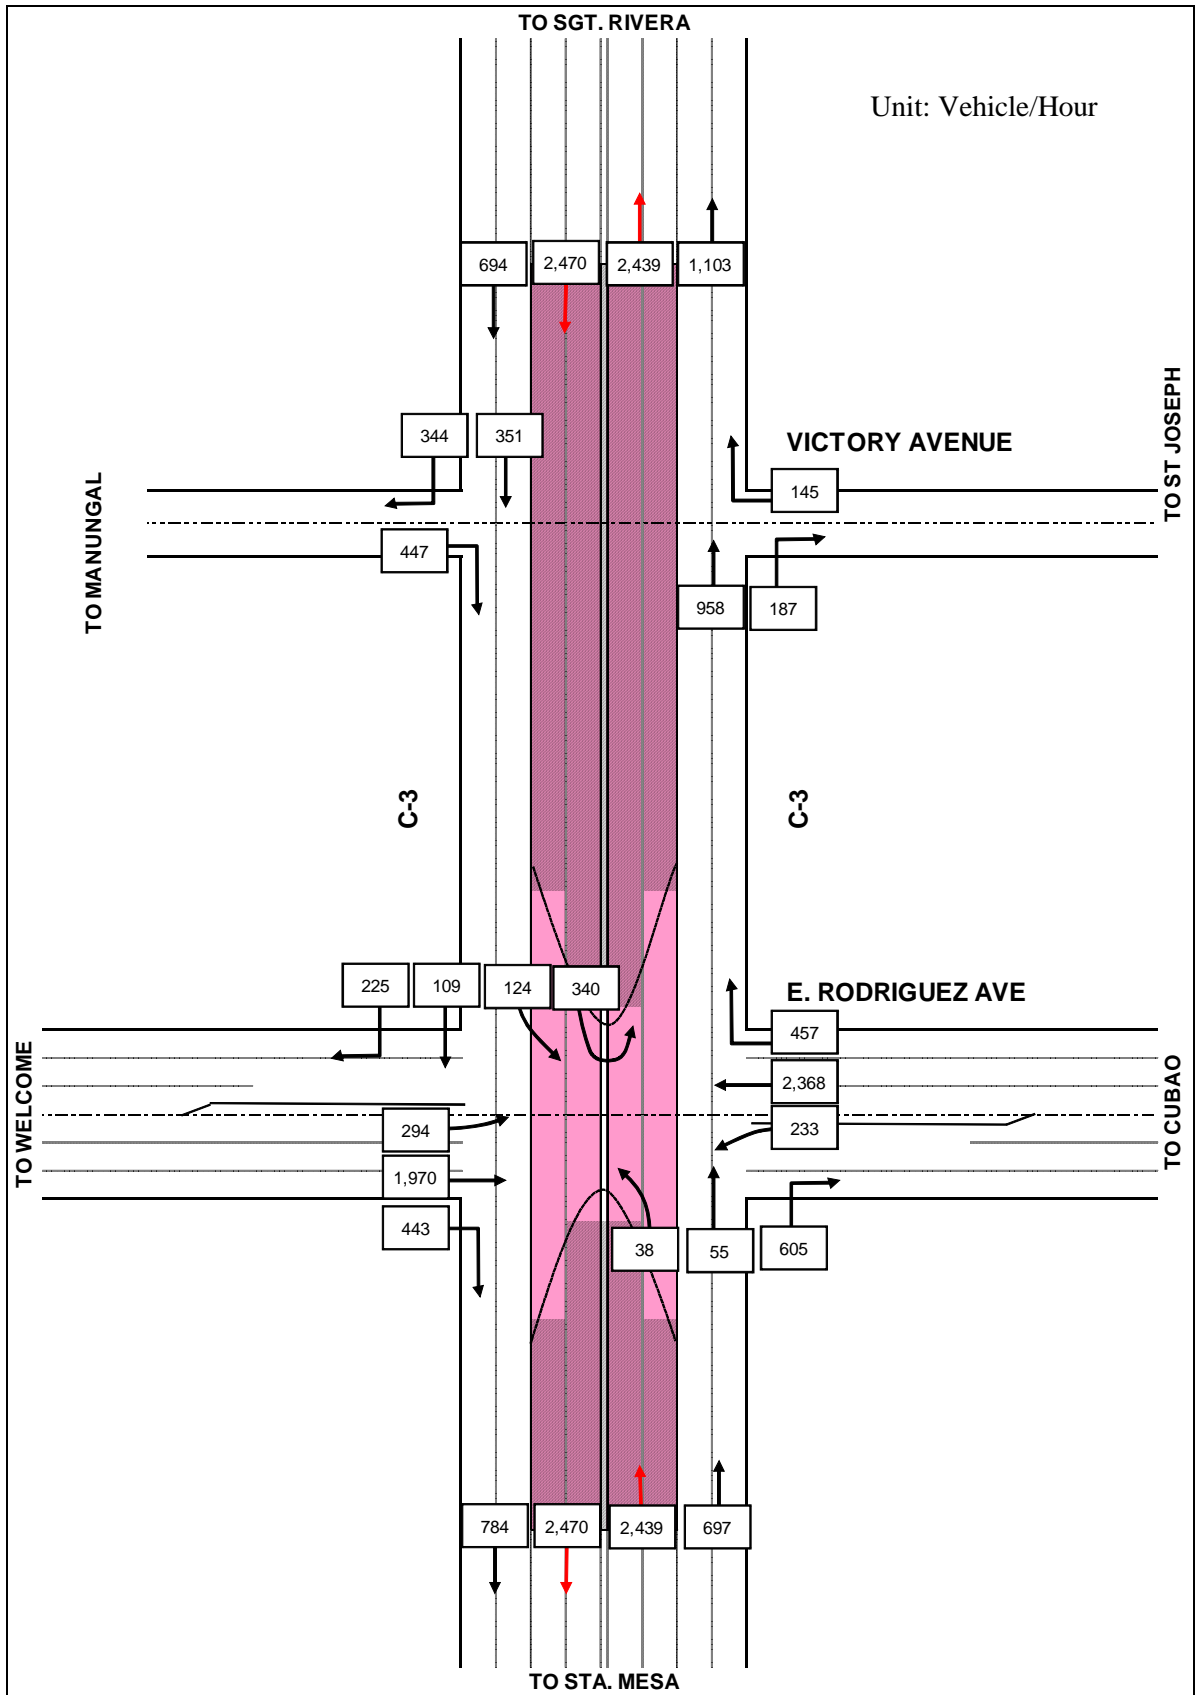 TO SGT. RIVERA
Unit: Vehicle/Hour
694
2,470
2,439
1,103
TO ST JOSEPH
344
351
VICTORY AVENUE
145
TO MANUNGAL
447
958
187
C-3
C-3
225
109
124
340
E. RODRIGUEZ AVE
457
TO WELCOME
2,368
TO CUBAO
294
233
1,970
443
38
55
605
784
2,470
2,439
697
TO STA. MESA